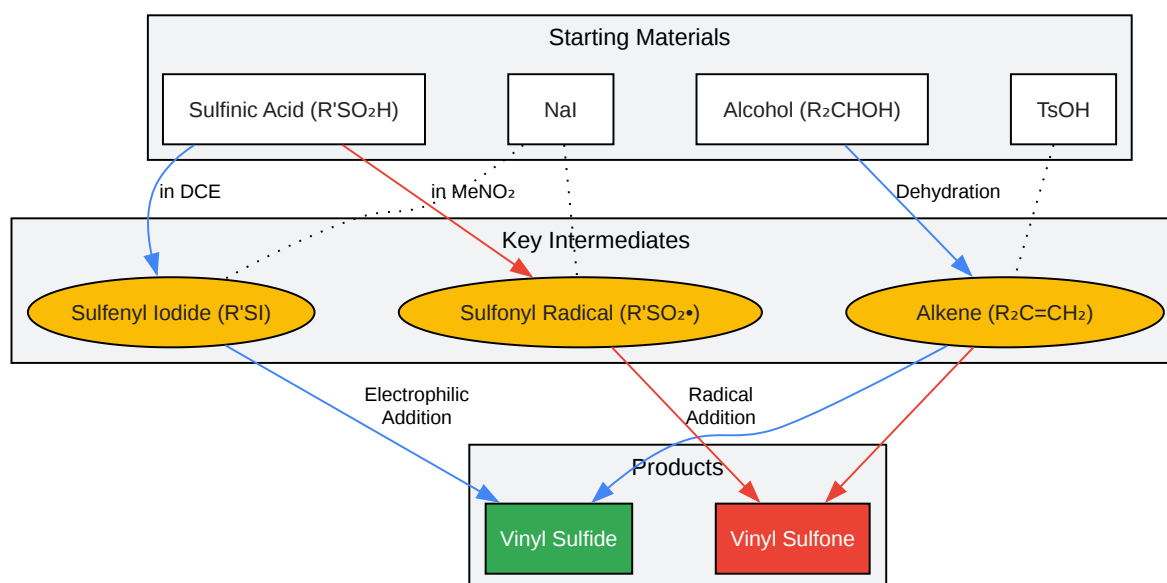 Starting Materials
Sulfinic Acid (R'SO₂H)
NaI
Alcohol (R₂CHOH)
TsOH
in DCE
in MeNO₂
Dehydration
Key Intermediates
Sulfenyl Iodide (R'SI)
Sulfonyl Radical (R'SO₂•)
Alkene (R₂C=CH₂)
Electrophilic
Addition
Radical
Addition
Products
Vinyl Sulfide
Vinyl Sulfone